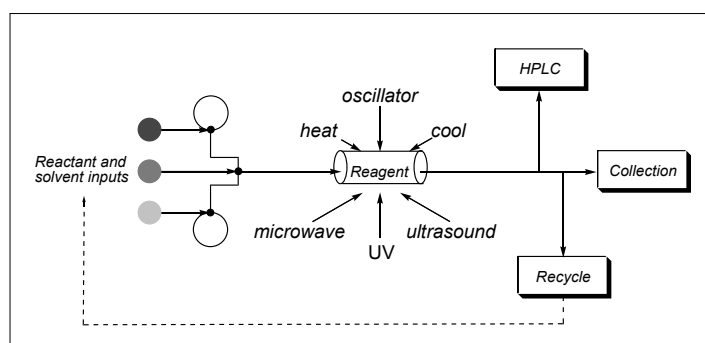 HPLC
oscillator
heat
cool
Reactant and
solvent inputs
Reagent
Collection
microwave
ultrasound
UV
Recycle